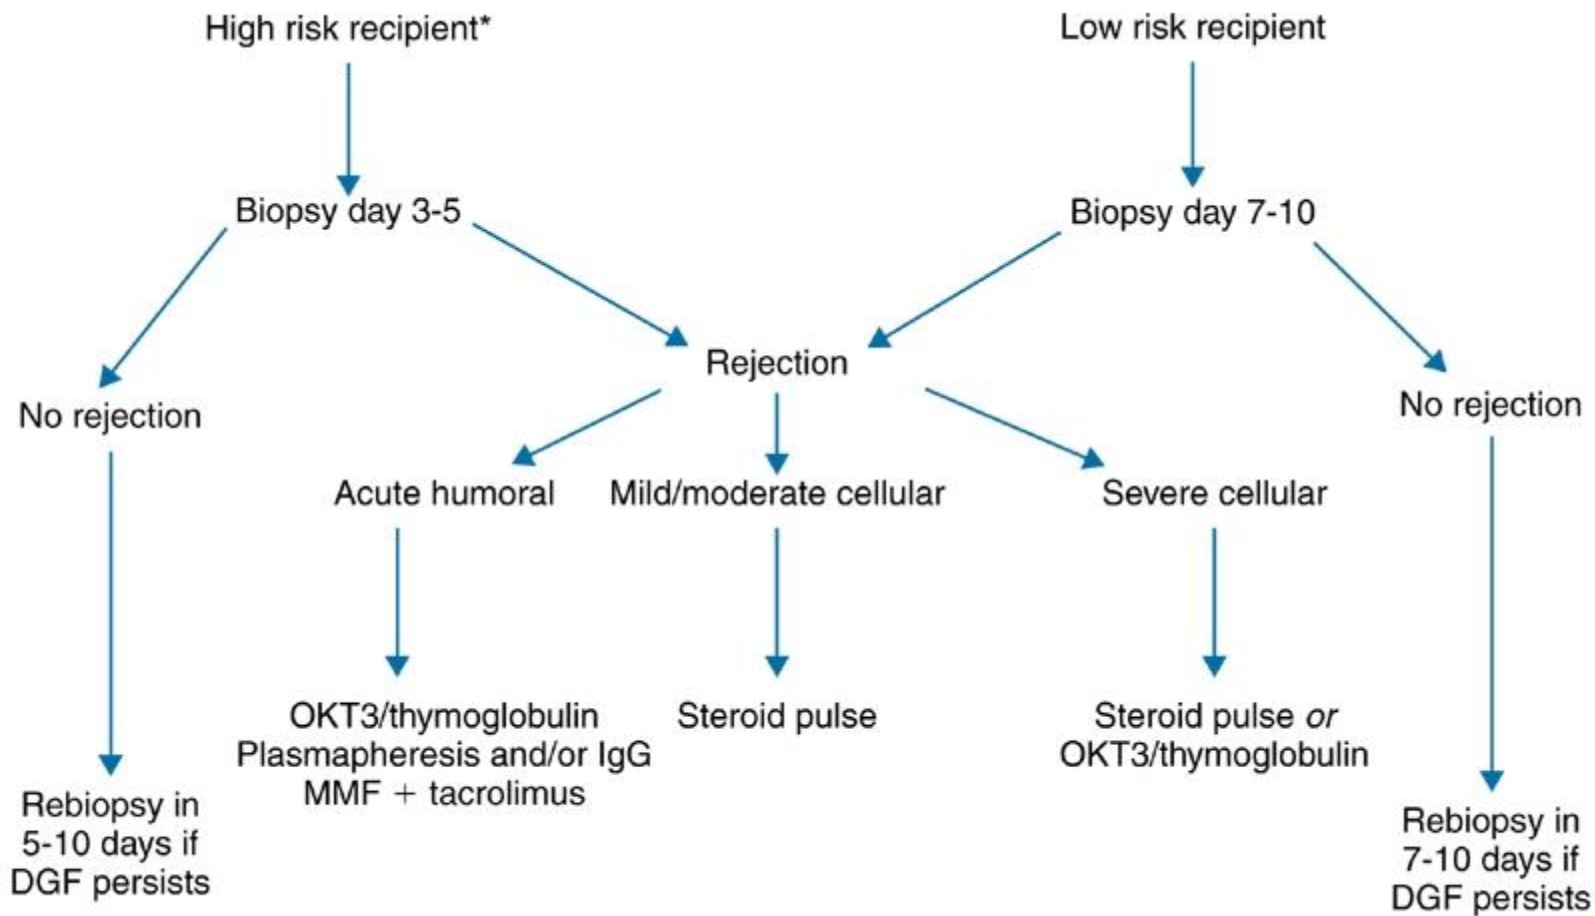 High risk recipient*
Low risk recipient
Biopsy day 3-5
Biopsy day 7-10
Rejection
No rejection
No rejection
Acute humoral
Mild/moderate cellular
Severe cellular
OKT3/thymoglobulin
Plasmapheresis and/or IgG
MMF + tacrolimus
Steroid pulse
Steroid pulse or
OKT3/thymoglobulin
Rebiopsy in
5-10 days if
DGF persists
Rebiopsy in
7-10 days if
DGF persists